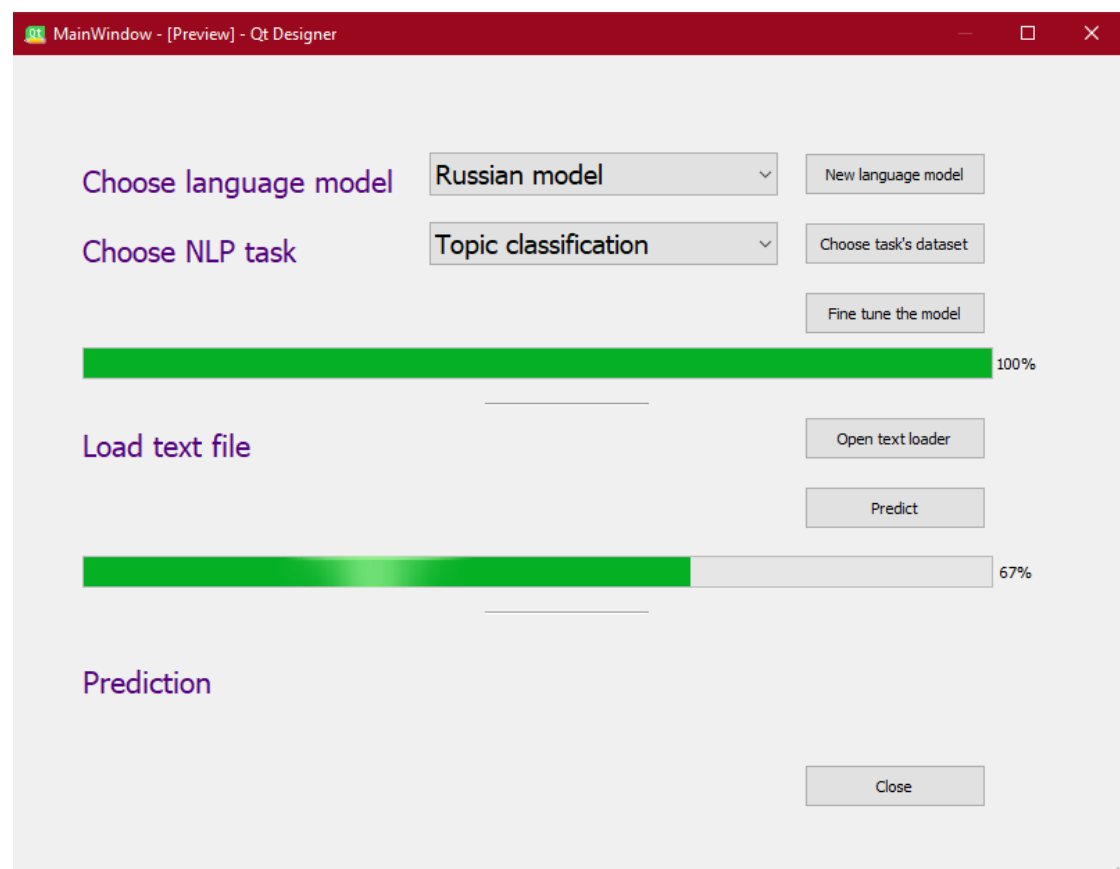 Qt MainWindow - [Preview] - Qt Designer
Choose language model Russian model New language model
Choose NLP task Topic classification Choose task's dataset
Fine tune the model
100%
Load text file Open text loader
Predict
67%
Prediction
Close